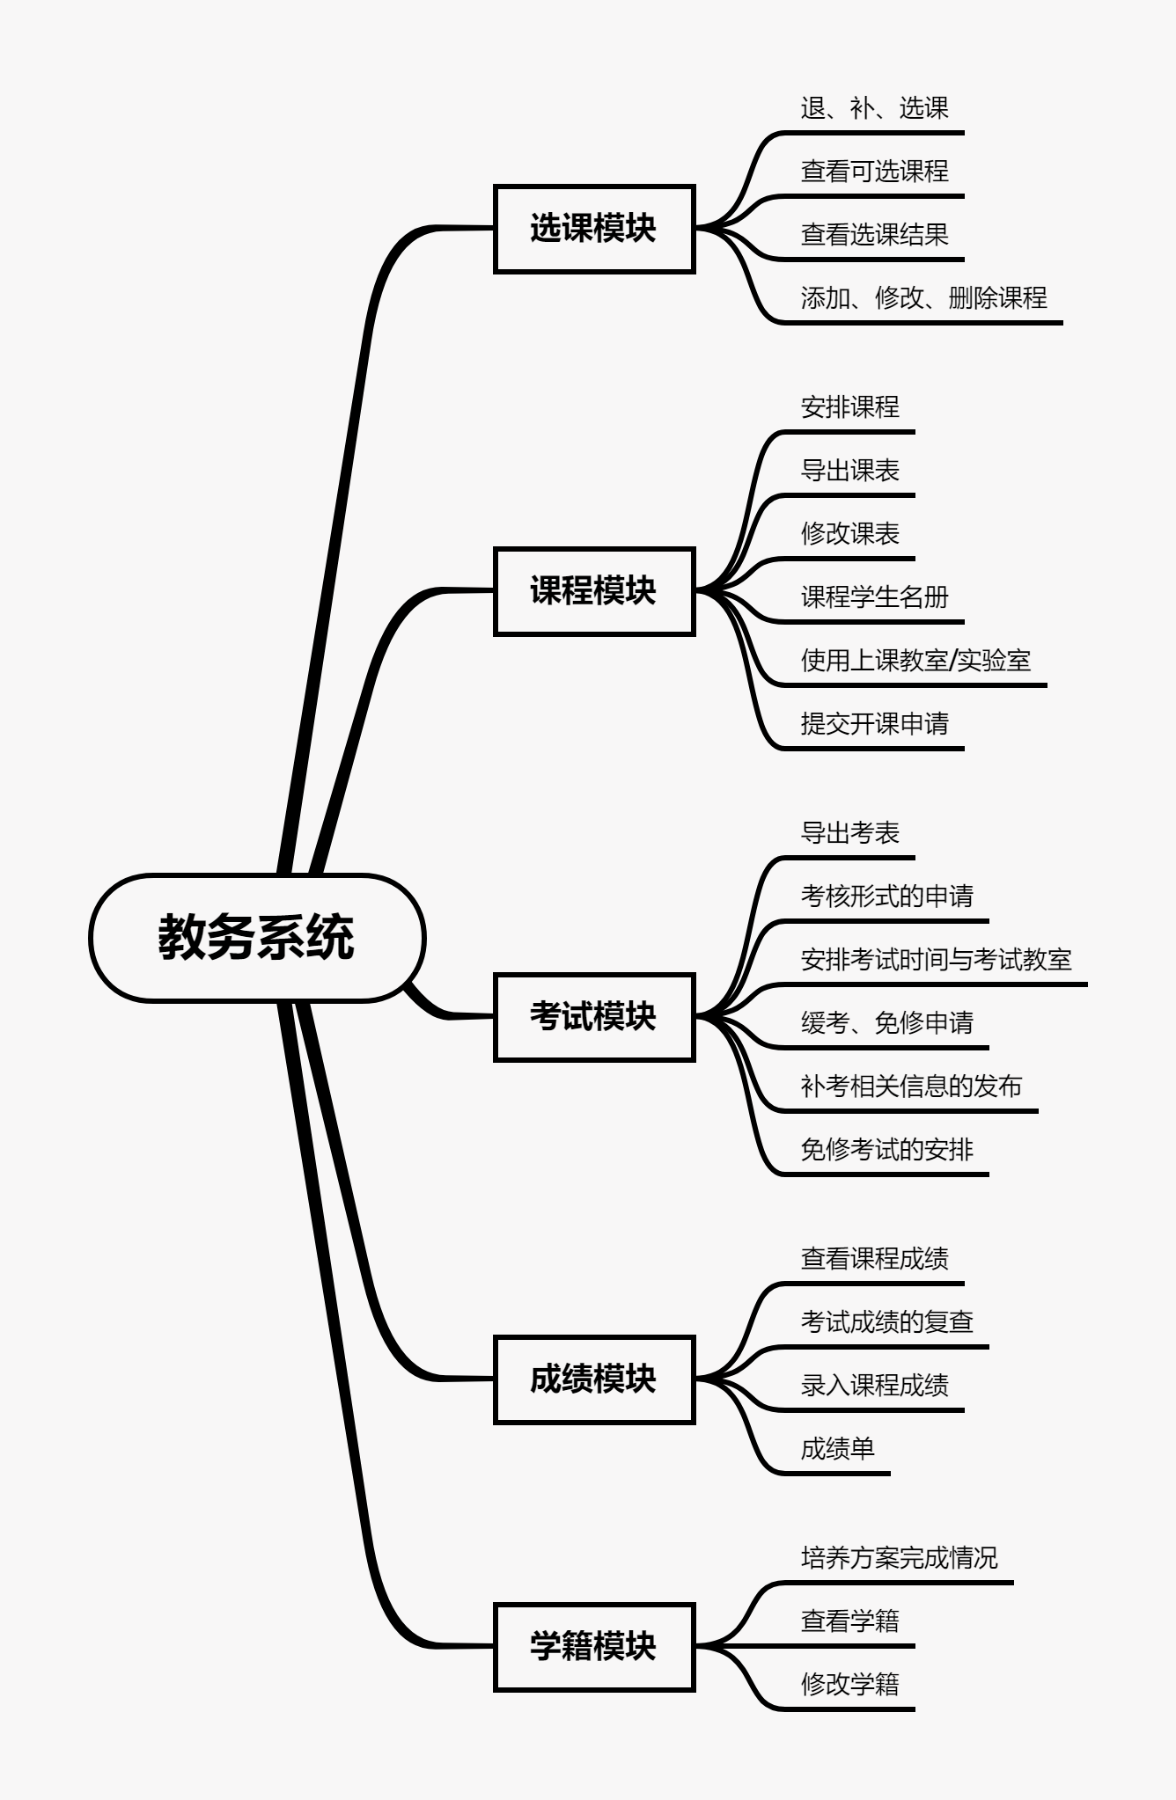 教务系统
选课模块
退、补、选课
查看可选课程
查看选课结果
添加、修改、删除课程
课程模块
安排课程
导出课表
修改课表
课程学生名册
使用上课教室/实验室
提交开课申请
考试模块
导出考表
考核形式的申请
安排考试时间与考试教室
缓考、免修申请
补考相关信息的发布
免修考试的安排
成绩模块
查看课程成绩
考试成绩的复查
录入课程成绩
成绩单
学籍模块
培养方案完成情况
查看学籍
修改学籍